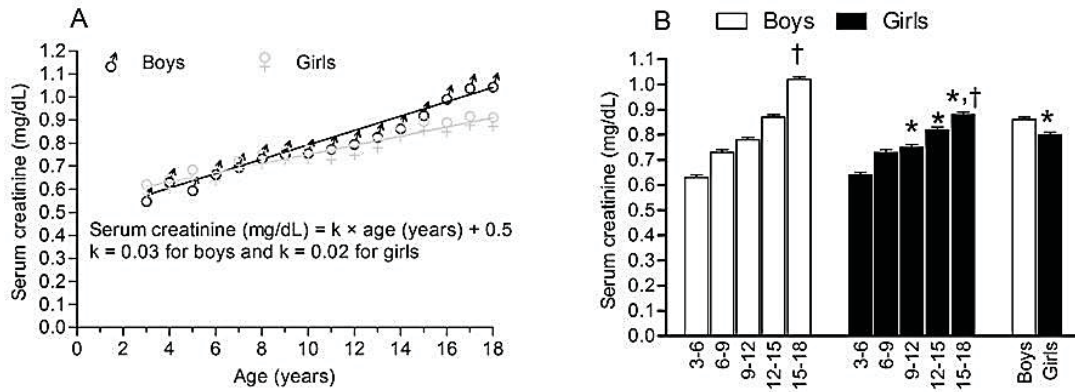 A
Serum creatinine (mg/dL)
1.2
1.1
1.0
0.9
0.8
0.7
0.6
0.5
0.4
0.3
0.2
0.1
0.0
Boys
Girls
Serum creatinine (mg/dL) = k × age (years) + 0.5
k = 0.03 for boys and k = 0.02 for girls
0 2 4 6 8 10 12 14 16 18
Age (years)
B
Boys
Girls
Serum creatinine (mg/dL)
1.1
1.0
0.9
0.8
0.7
0.6
0.5
0.4
0.3
0.2
0.1
0.0
†
*
*
*,†
*
3-6
6-9
9-12
12-15
15-18
3-6
6-9
9-12
12-15
15-18
Boys
Girls